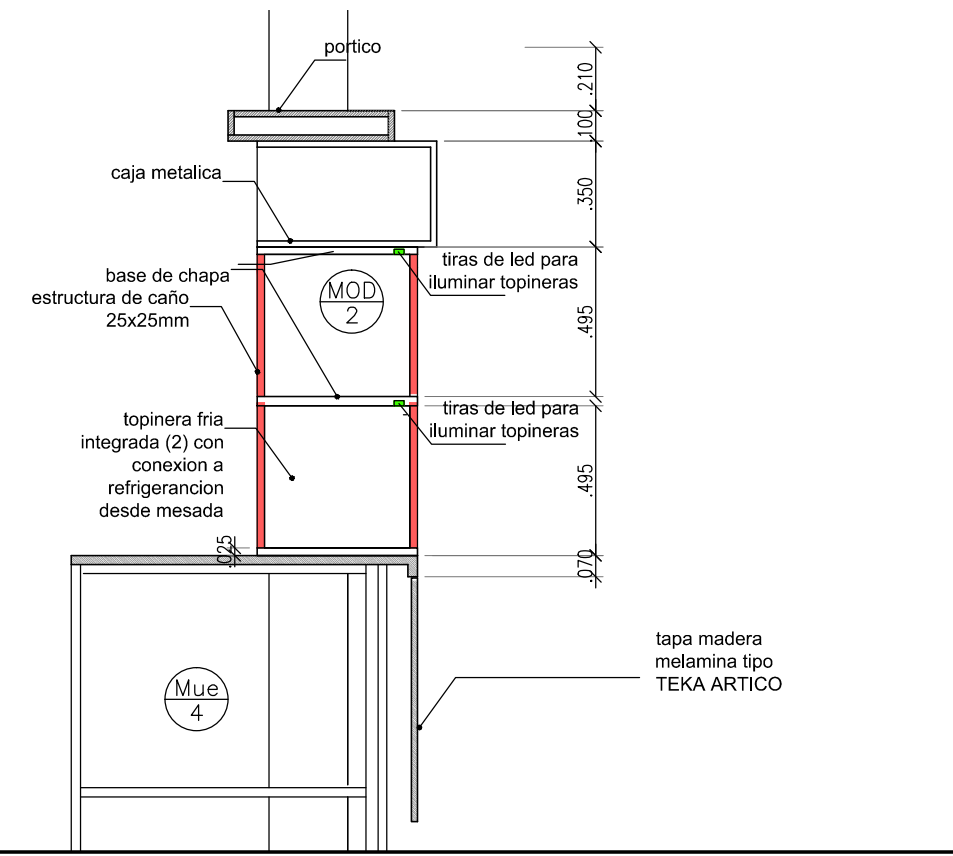 portico
.210
.100
caja metalica
.350
tiras de led para
iluminar topineras
base de chapa
estructura de caño
25x25mm
MOD
2
.495
tiras de led para
iluminar topineras
topinera fria
integrada (2) con
conexion a
refrigerancion
desde mesada
.495
.025
.070
tapa madera
melamina tipo
TEKA ARTICO
Mue
4